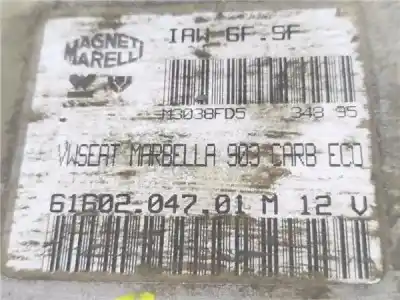 MAGNETI
MARELLI
IAW 6F.SF
M3038FD5 348 95
VWSEAT MARBELLA 903 CARB ECO
61602.047.01 M 12 V